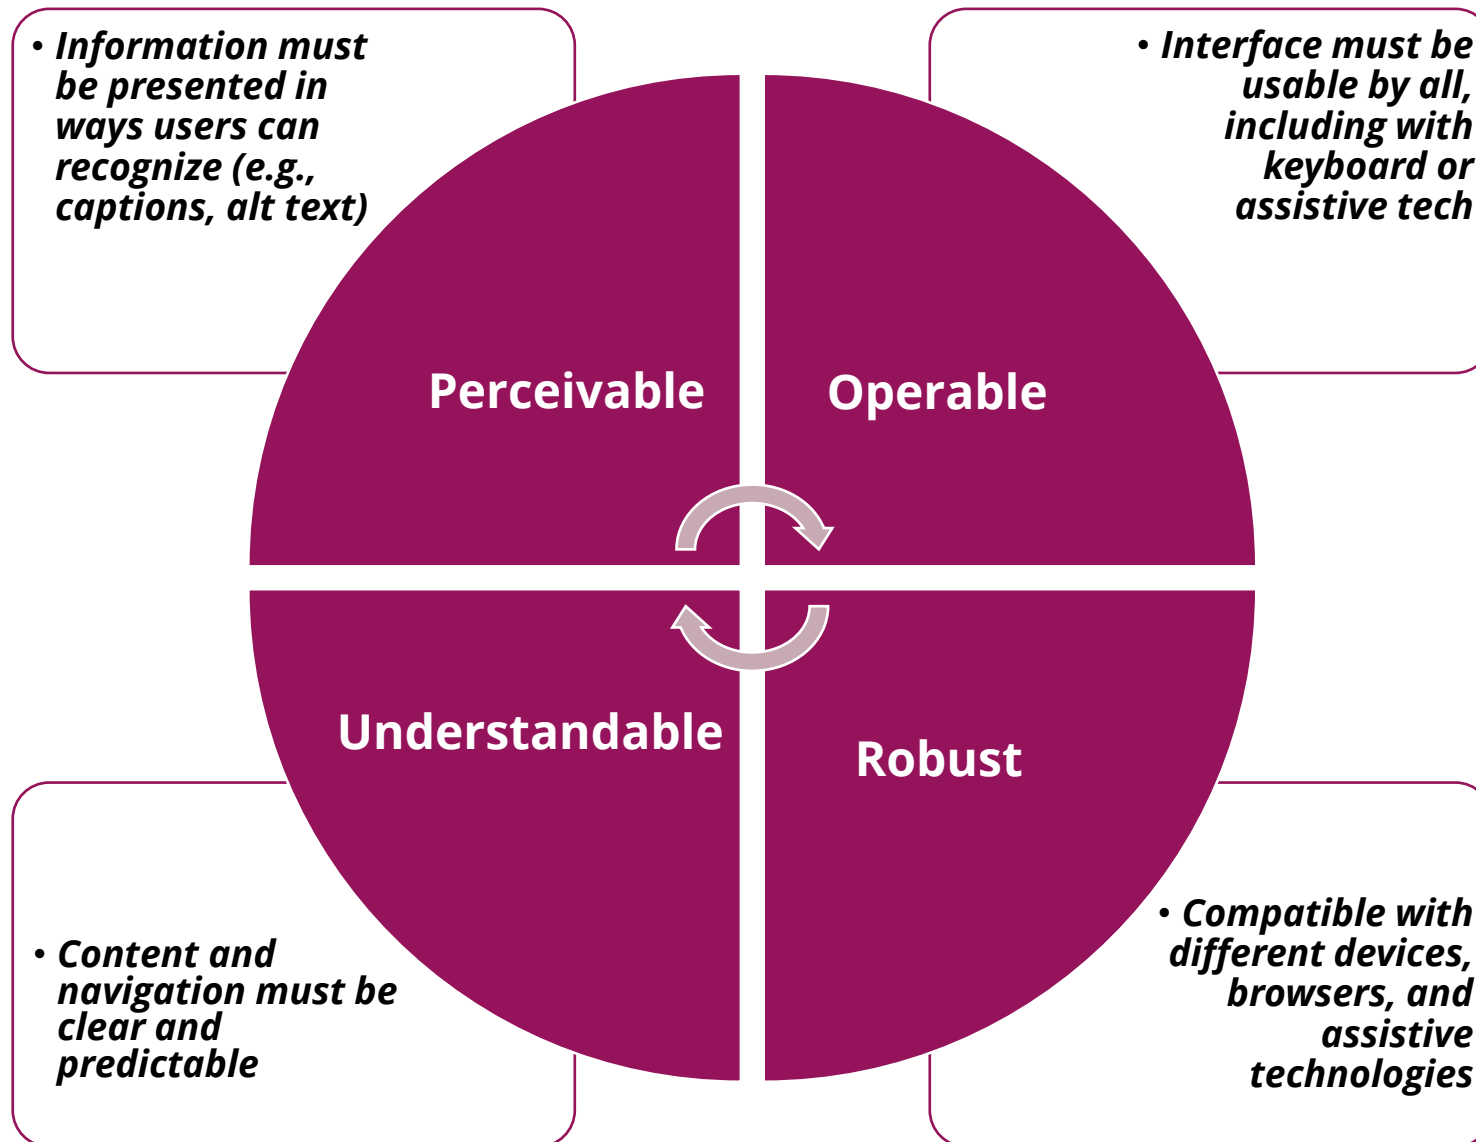 • Information must
be presented in
ways users can
recognize (e.g.,
captions, alt text)
• Interface must be
usable by all,
including with
keyboard or
assistive tech
Perceivable
Operable
Understandable
Robust
• Content and
navigation must be
clear and
predictable
• Compatible with
different devices,
browsers, and
assistive
technologies